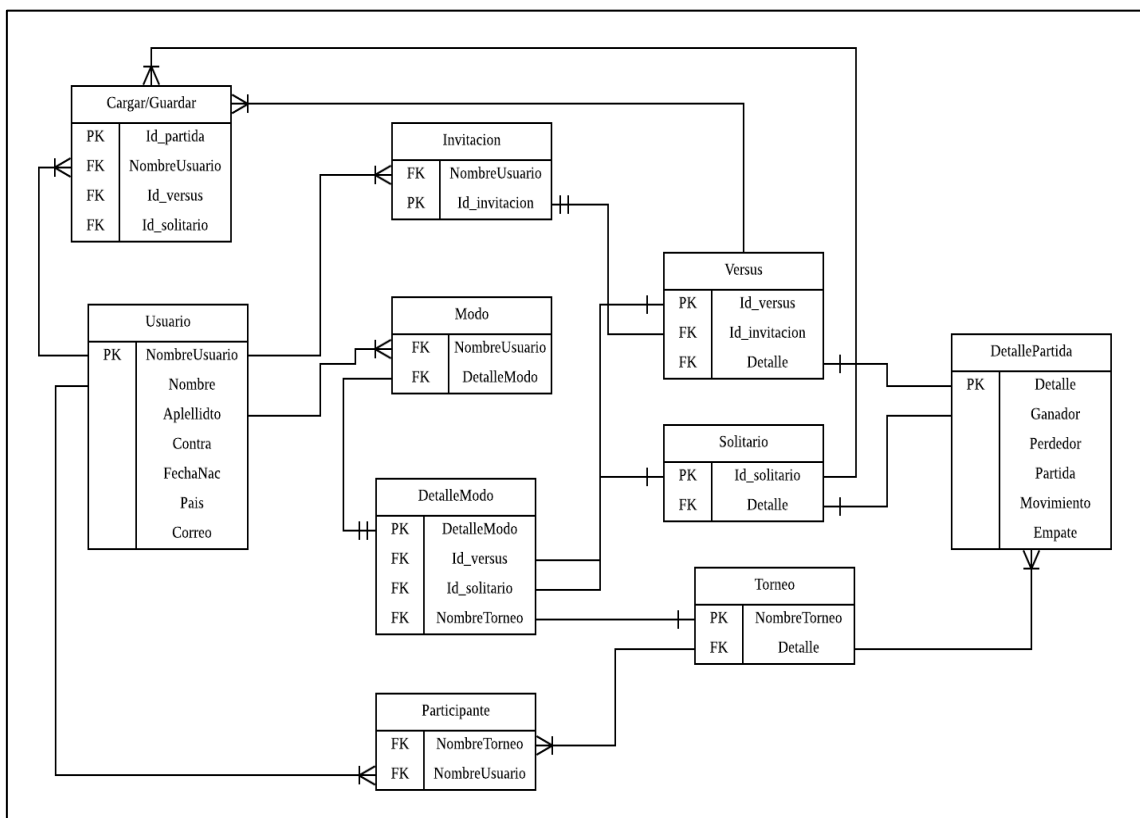 Cargar/Guardar
PK Id_partida
FK NombreUsuario
FK Id_versus
FK Id_solitario
Invitacion
FK NombreUsuario
PK Id_invitacion
Versus
PK Id_versus
FK Id_invitacion
FK Detalle
Usuario
PK NombreUsuario
Nombre
Aplellidto
Contra
FechaNac
Pais
Correo
Modo
FK NombreUsuario
FK DetalleModo
DetallePartida
PK Detalle
Ganador
Perdedor
Partida
Movimiento
Empate
Solitario
PK Id_solitario
FK Detalle
DetalleModo
PK DetalleModo
FK Id_versus
FK Id_solitario
FK NombreTorneo
Torneo
PK NombreTorneo
FK Detalle
Participante
FK NombreTorneo
FK NombreUsuario